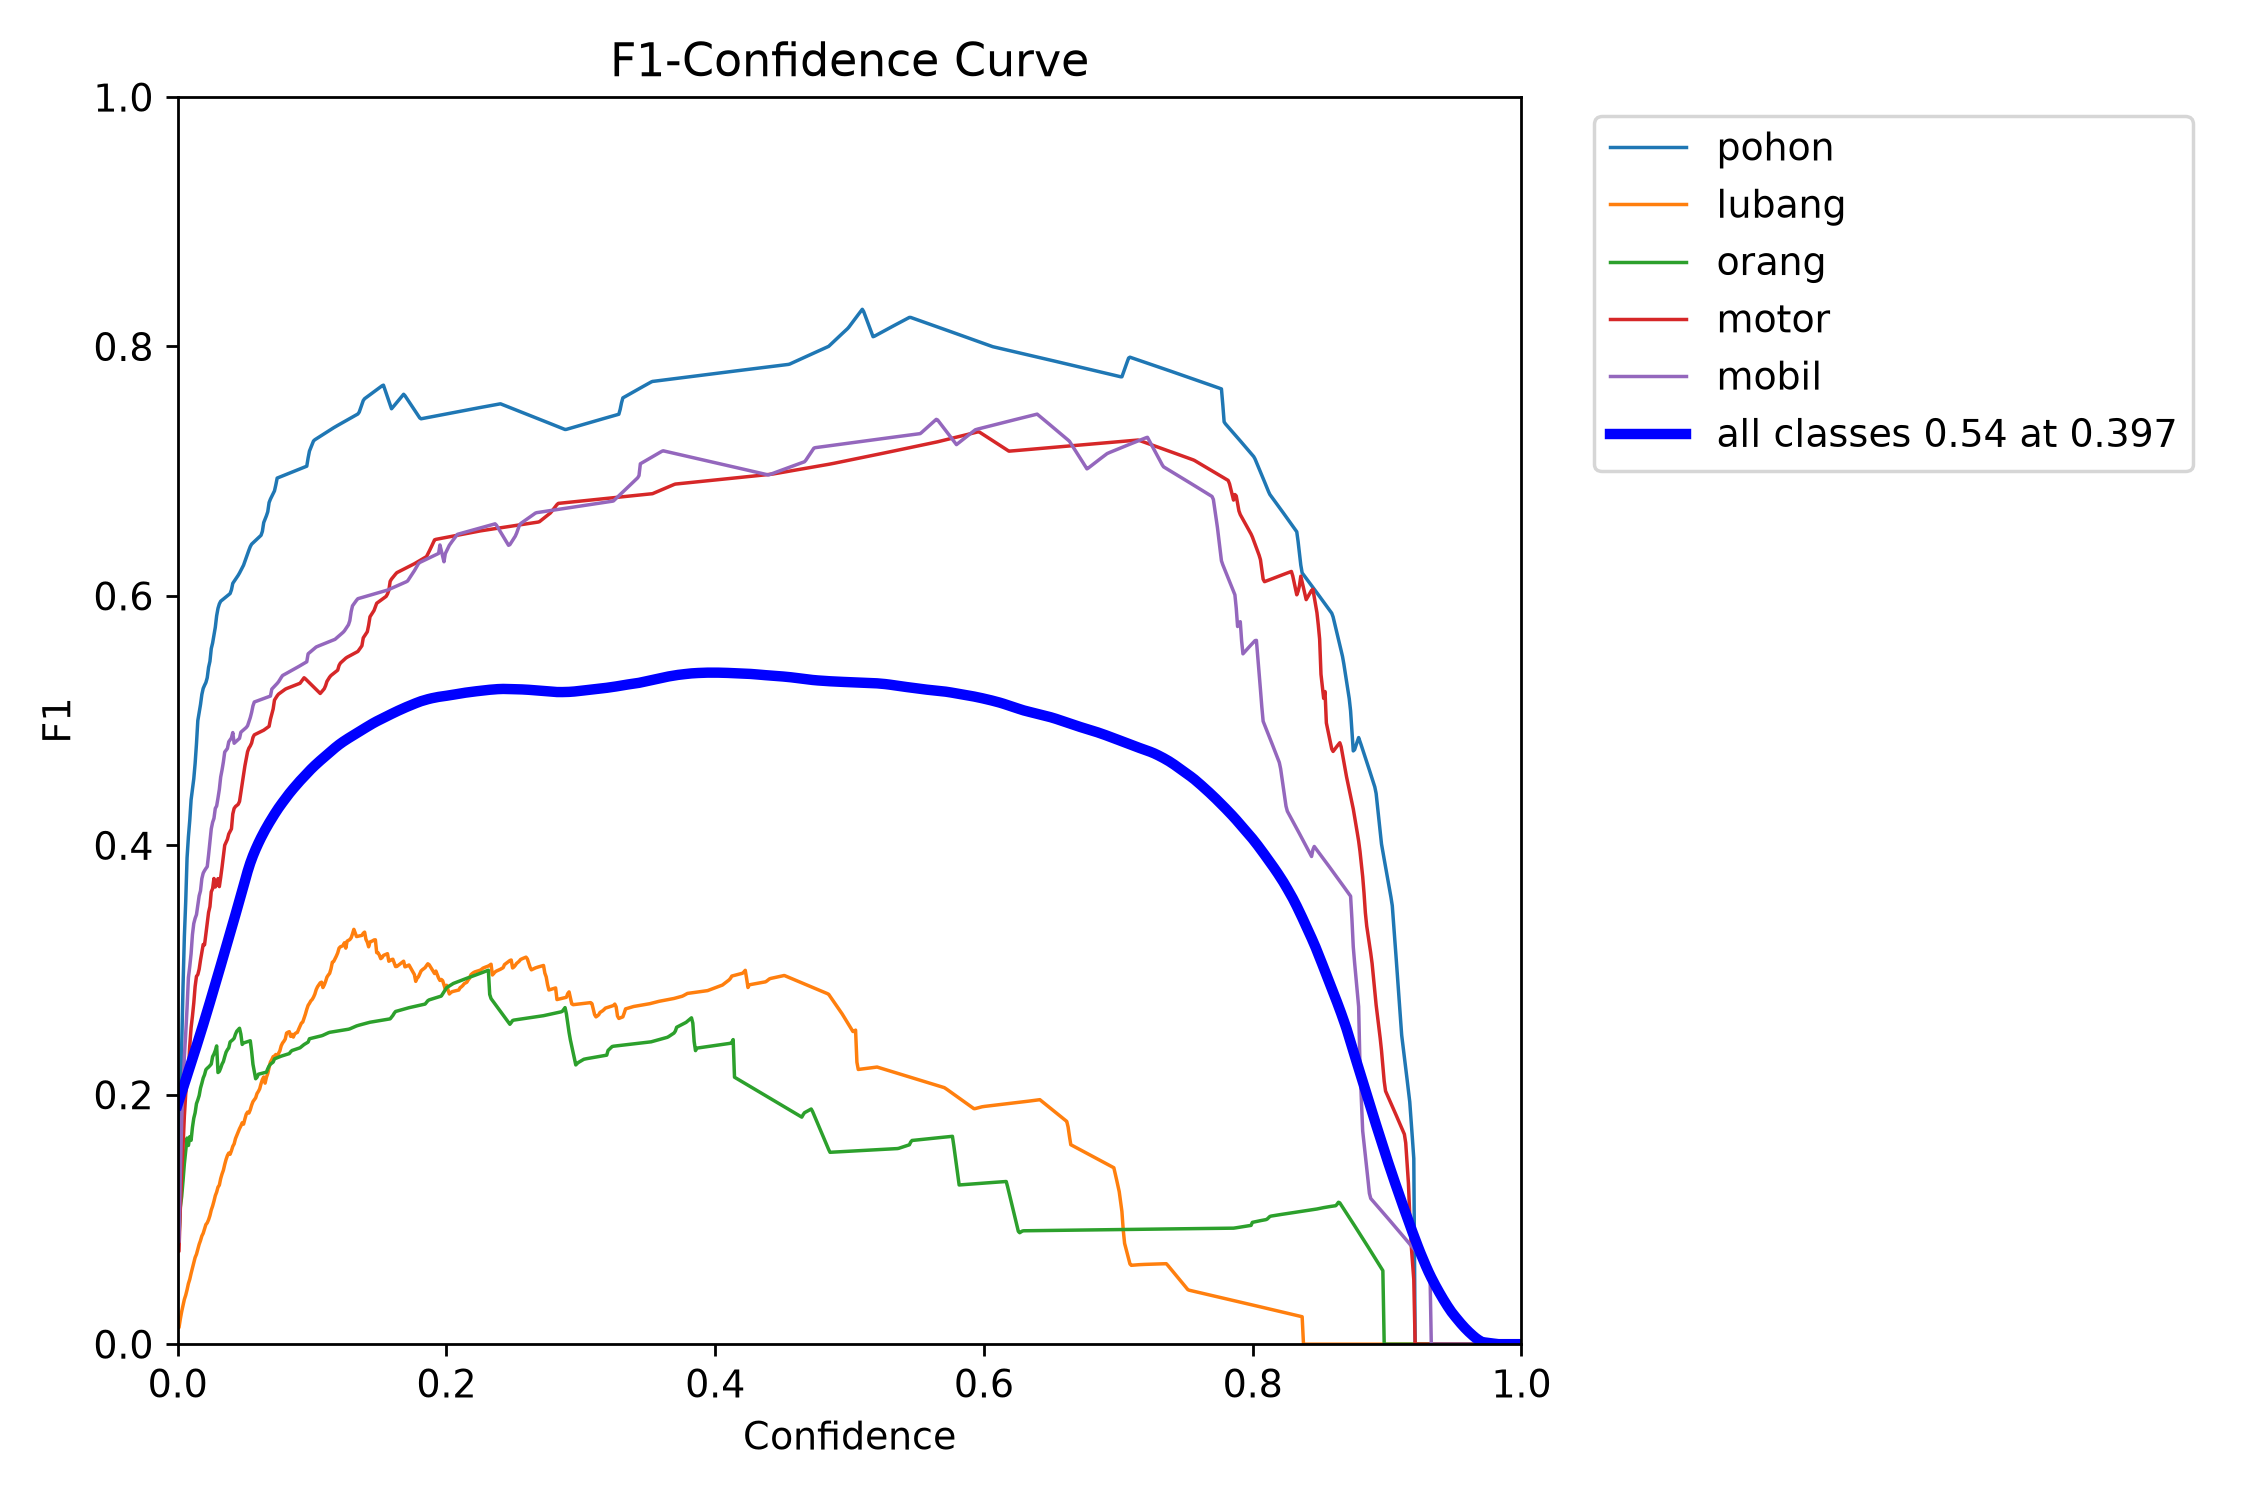 F1-Confidence Curve
1.0
0.8
0.6
0.4
0.2
0.0
F1
0.0 0.2 0.4 0.6 0.8 1.0
Confidence
pohon
lubang
orang
motor
mobil
all classes 0.54 at 0.397